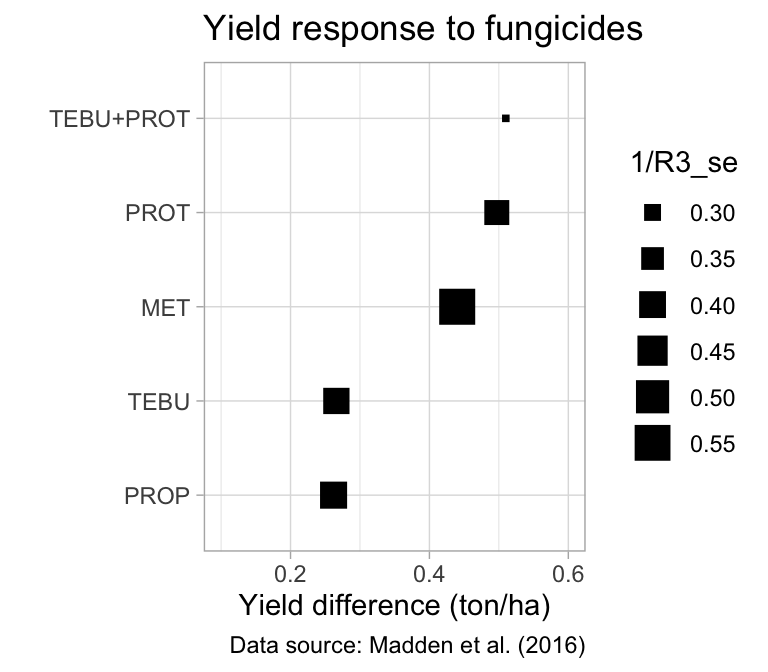 Yield response to fungicides
TEBU+PROT
PROT
MET
TEBU
PROP
0.2
0.4
0.6
Yield difference (ton/ha)
Data source: Madden et al. (2016)
1/R3_se
0.30
0.35
0.40
0.45
0.50
0.55